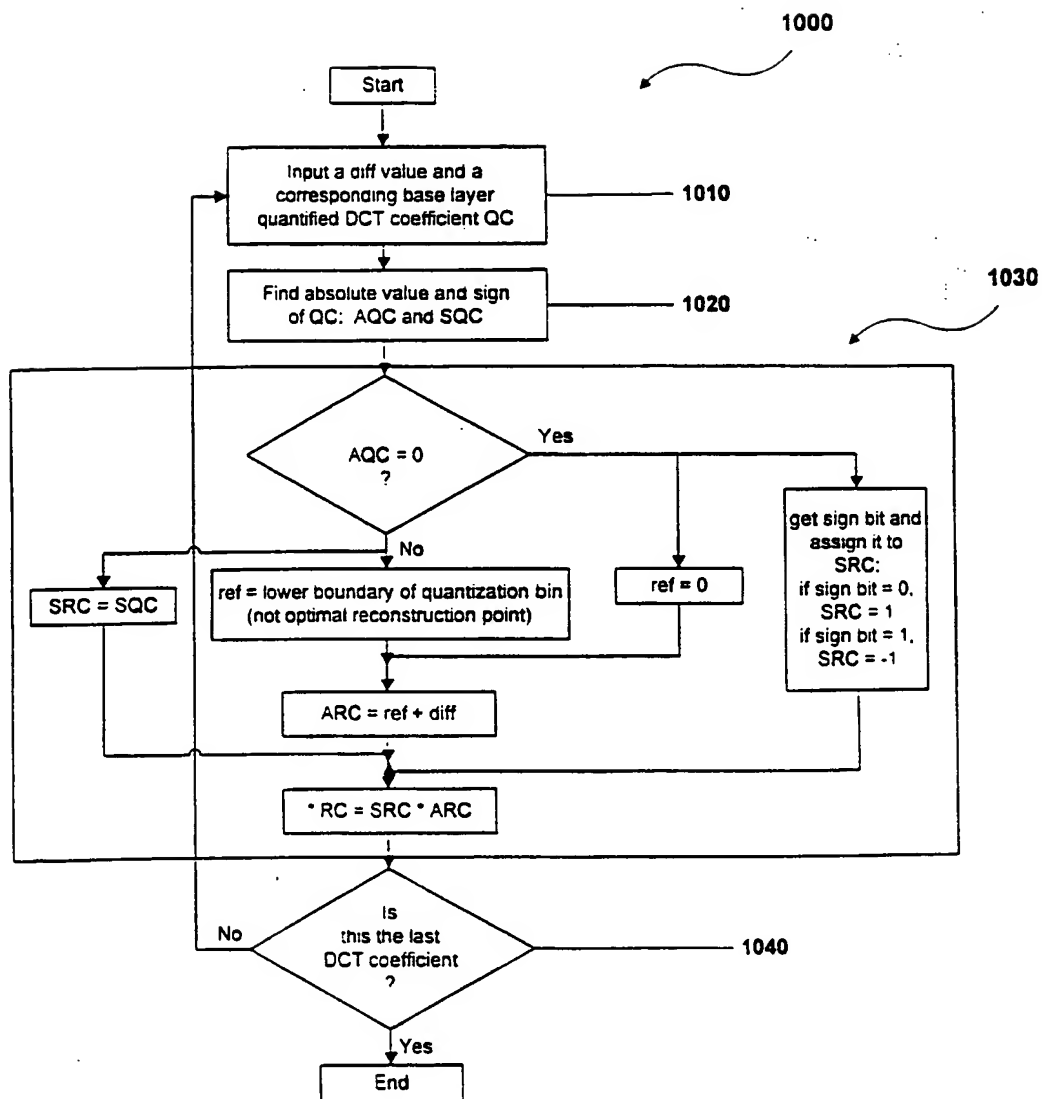 1000
Start
Input a diff value and a
corresponding base layer
quantified DCT coefficient QC
1010
Find absolute value and sign
of QC: AQC and SQC
1020
1030
AQC = 0
?
Yes
No
SRC = SQC
ref = lower boundary of quantization bin
(not optimal reconstruction point)
ref = 0
get sign bit and
assign it to
SRC:
if sign bit = 0,
SRC = 1
if sign bit = 1,
SRC = -1
ARC = ref + diff
* RC = SRC * ARC
Is
this the last
DCT coefficient
?
No
1040
Yes
End